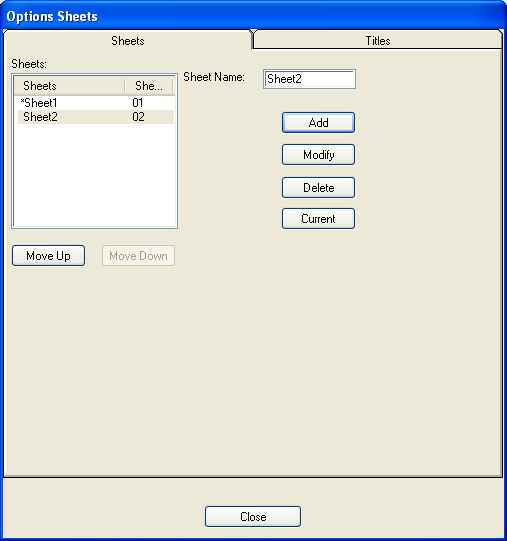 Options Sheets
Sheets Titles
Sheets:
Sheet Name: Sheet2
Sheets She...
*Sheet1 01
Sheet2 02
Add
Modify
Delete
Current
Move Up Move Down
Close